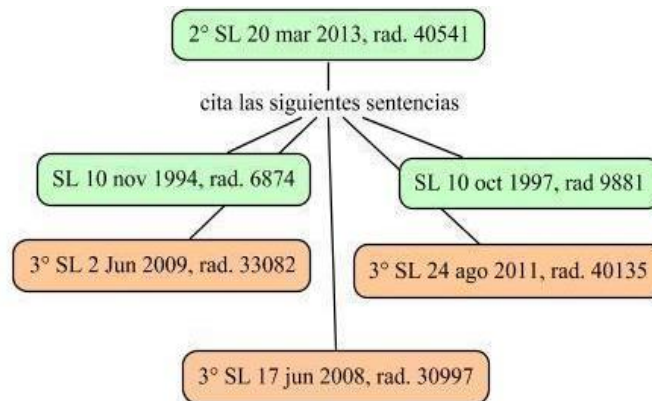 2° SL 20 mar 2013, rad. 40541
cita las siguientes sentencias
SL 10 nov 1994, rad. 6874
SL 10 oct 1997, rad 9881
3° SL 2 Jun 2009, rad. 33082
3° SL 24 ago 2011, rad. 40135
3° SL 17 jun 2008, rad. 30997